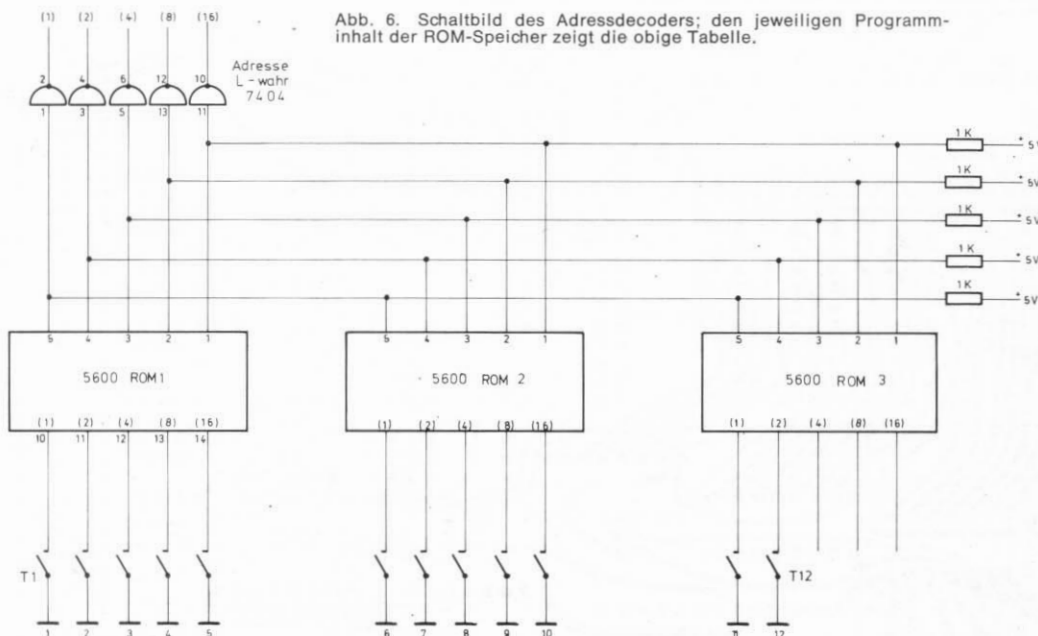 (1) (2) (4) (8) (16)
Abb. 6. Schaltbild des Adressdecoders; den jeweiligen Programm-
inhalt der ROM-Speicher zeigt die obige Tabelle.
Adresse
L-wahr
7404
2 4 6 12 10
1 3 5 13 11
1K + 5V
1K + 5V
1K + 5V
1K + 5V
1K + 5V
5 4 3 2 1
5 4 3 2 1
5 4 3 2 1
5600 ROM1
5600 ROM 2
5600 ROM 3
(1) (2) (4) (8) (16)
10 11 12 13 14
(1) (2) (4) (8) (16)
(1) (2) (4) (8) (16)
T1
T12
1 2 3 4 5
6 7 8 9 10
11 12